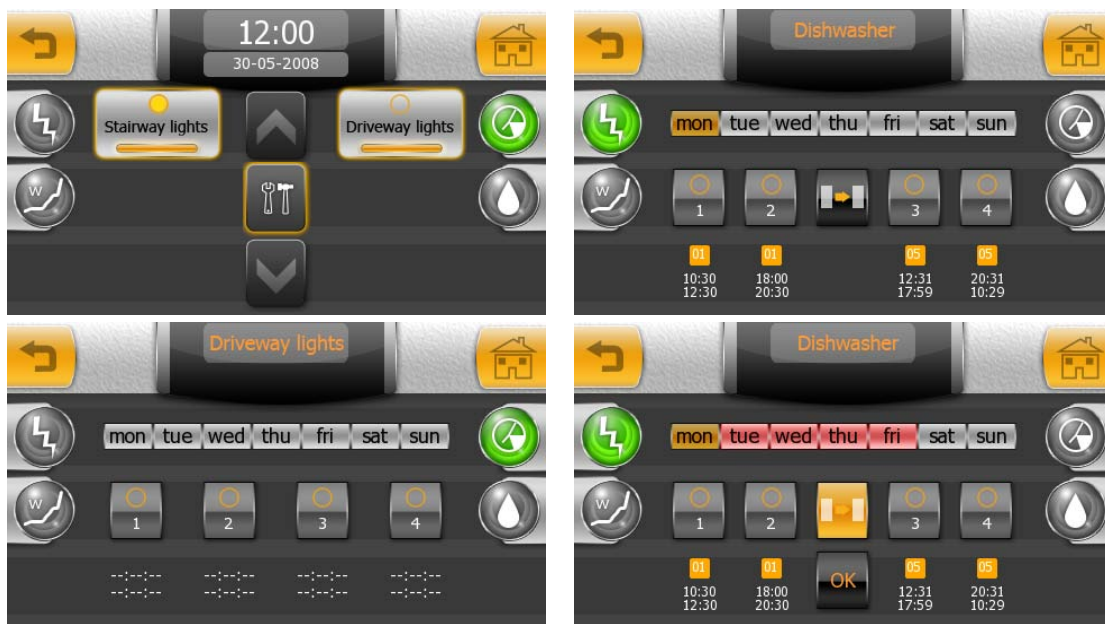 12:00
30-05-2008
Stairway lights
Driveway lights
W
Dishwasher
mon tue wed thu fri sat sun
W
1 2 3 4
01 01 05 05
10:30 18:00 12:31 20:31
12:30 20:30 17:59 10:29
Driveway lights
mon tue wed thu fri sat sun
W
1 2 3 4
--:--:-- --:--:-- --:--:-- --:--:--
--:--:-- --:--:-- --:--:-- --:--:--
Dishwasher
mon tue wed thu fri sat sun
W
1 2 3 4
01 01 OK 05 05
10:30 18:00 12:31 20:31
12:30 20:30 17:59 10:29